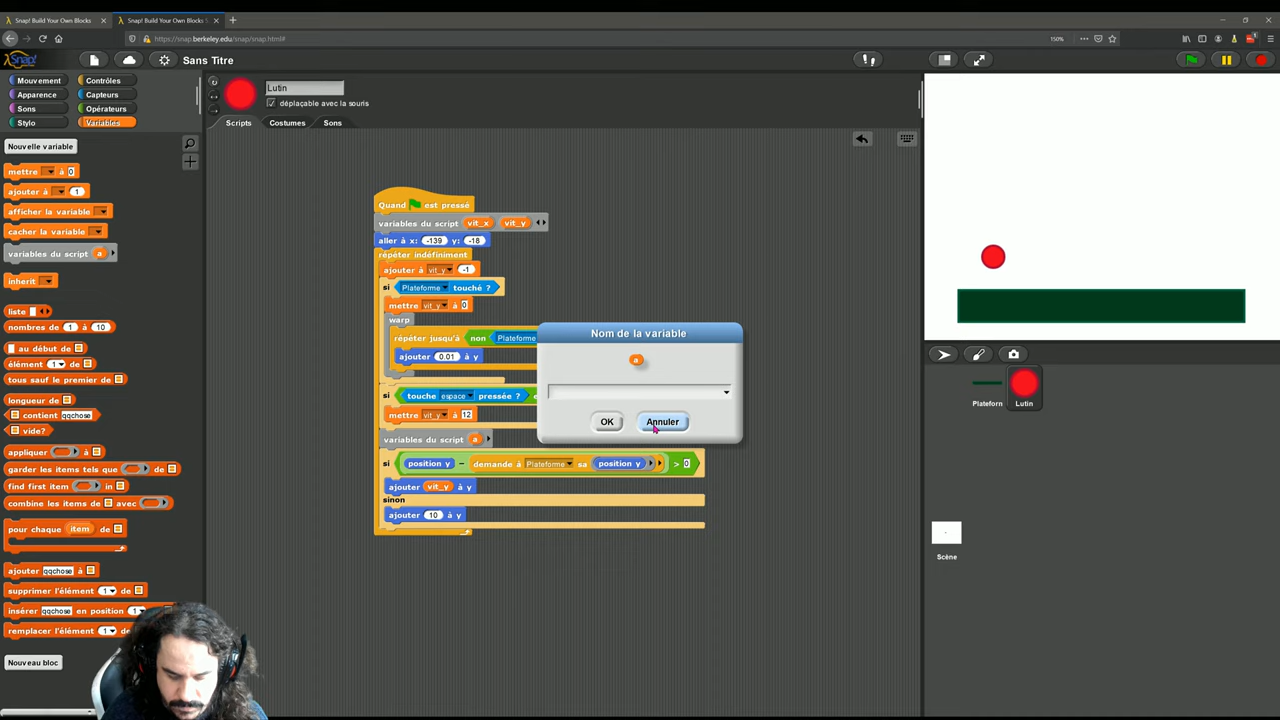 Snap! Build Your Own Blocks
Snap! Build Your Own Blocks
https://snap.berkeley.edu/snap/snap.html#
150%
Snap!
Sans Titre
Mouvement
Contrôles
Apparence
Capteurs
Sons
Opérateurs
Stylo
Variables
Nouvelle variable
mettre à 0
ajouter à 1
afficher la variable
cacher la variable
variables du script a
inherit
liste
nombres de 1 à 10
au début de
élément 1 de
tous sauf le premier de
longueur de
contient qqchose
vide?
appliquer
garder les items tels que de
find first item in
combine les items de avec
pour chaque item de
ajouter qqchose à
supprimer l'élément 1 de
insérer qqchose en position 1
remplacer l'élément 1 de
Nouveau bloc
Lutin
déplaçable avec la souris
Scripts Costumes Sons
Quand est pressé
variables du script vit_x vit_y
aller à x: -139 y: -18
répéter indéfiniment
ajouter à vit_y -1
si Plateforme touché ?
mettre vit_y à 0
warp
répéter jusqu'à non Plateforme
ajouter 0.01 à y
si touche espace pressée ?
mettre vit_y à 12
variables du script a
si position y - demande à Plateforme sa position y > 0
ajouter vit_y à y
sinon
ajouter 10 à y
Nom de la variable
a
OK
Annuler
Plateforn
Lutin
Scène